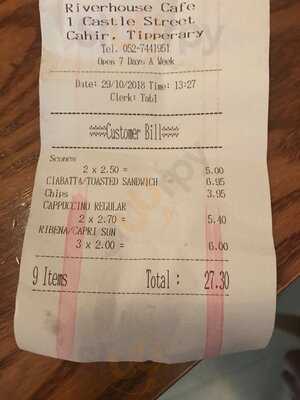 Riverhouse Cafe
1 Castle Street
Cahir, Tipperary
Tel. 052-7441951
Open 7 Days A Week
Date: 29/10/2018 Time: 13:27
Clerk: Tab1
Customer Bill
Scones
2 x 2.50 = 5.00
CIABATTA/TOASTED SANDWICH 6.95
Chips 3.95
CAPPUCCINO REGULAR
2 x 2.70 = 5.40
RIBENA/CAPRI SUN
3 x 2.00 = 6.00
9 Items Total : 27.30